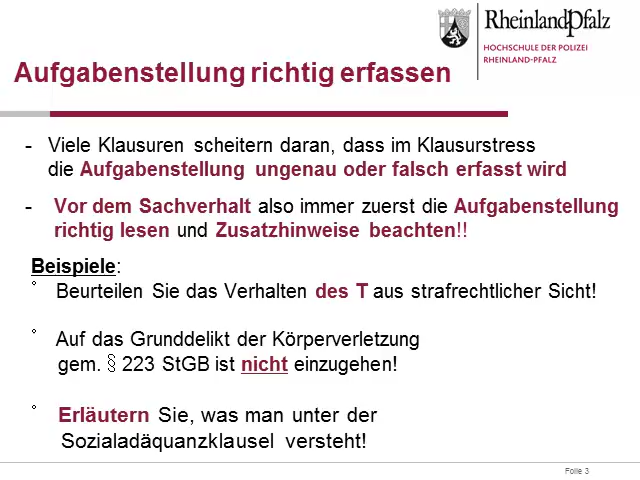 RheinlandPfalz
HOCHSCHULE DER POLIZEI
RHEINLAND-PFALZ
Aufgabenstellung richtig erfassen
- Viele Klausuren scheitern daran, dass im Klausurstress
die Aufgabenstellung ungenau oder falsch erfasst wird
- Vor dem Sachverhalt also immer zuerst die Aufgabenstellung
richtig lesen und Zusatzhinweise beachten!!
Beispiele:
° Beurteilen Sie das Verhalten des T aus strafrechtlicher Sicht!
° Auf das Grunddelikt der Körperverletzung
gem. § 223 StGB ist nicht einzugehen!
° Erläutern Sie, was man unter der
Sozialadäquanzklausel versteht!
Folie 3